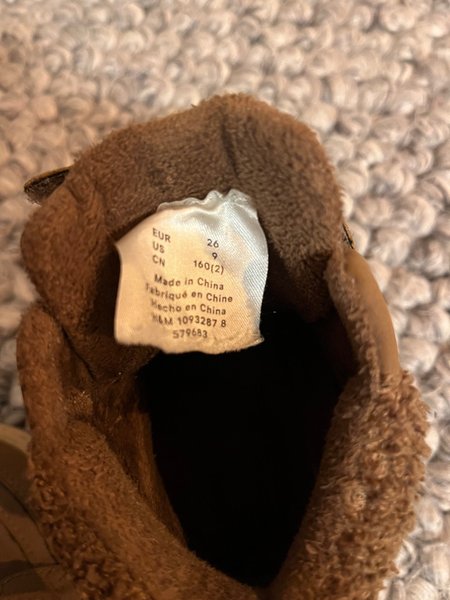 EUR 26
US 9
CN 160(2)
Made in China
Fabriqué en Chine
Hecho en China
H&M 1093287 8
579683